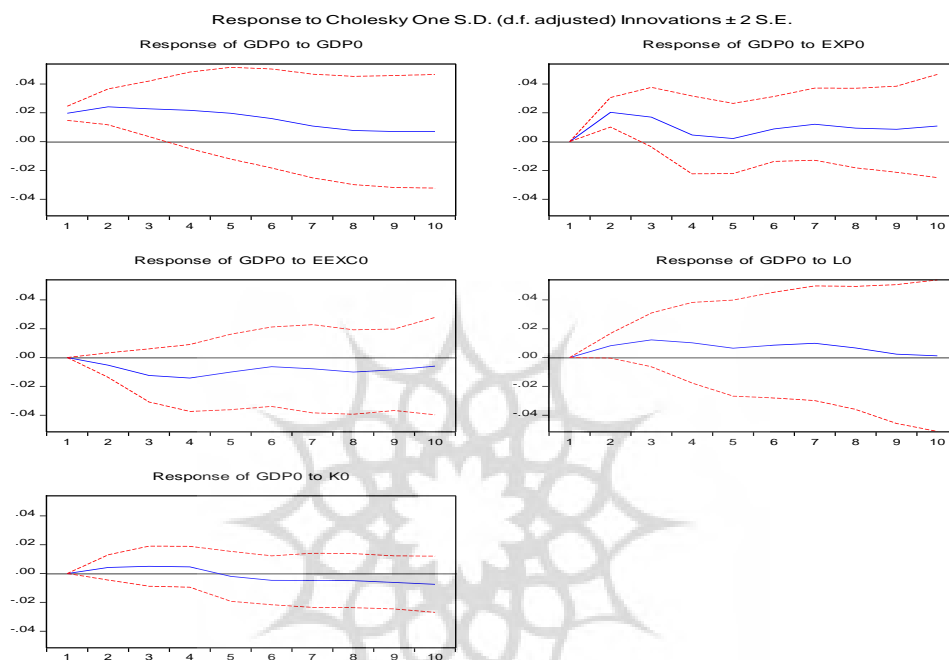 Response to Cholesky One S.D. (d.f. adjusted) Innovations ± 2 S.E.
Response of GDP0 to GDP0
.04
.02
.00
-.02
-.04
1 2 3 4 5 6 7 8 9 10
Response of GDP0 to EXP0
.04
.02
.00
-.02
-.04
1 2 3 4 5 6 7 8 9 10
Response of GDP0 to EEXC0
.04
.02
.00
-.02
-.04
1 2 3 4 5 6 7 8 9 10
Response of GDP0 to L0
.04
.02
.00
-.02
-.04
1 2 3 4 5 6 7 8 9 10
Response of GDP0 to K0
.04
.02
.00
-.02
-.04
1 2 3 4 5 6 7 8 9 10